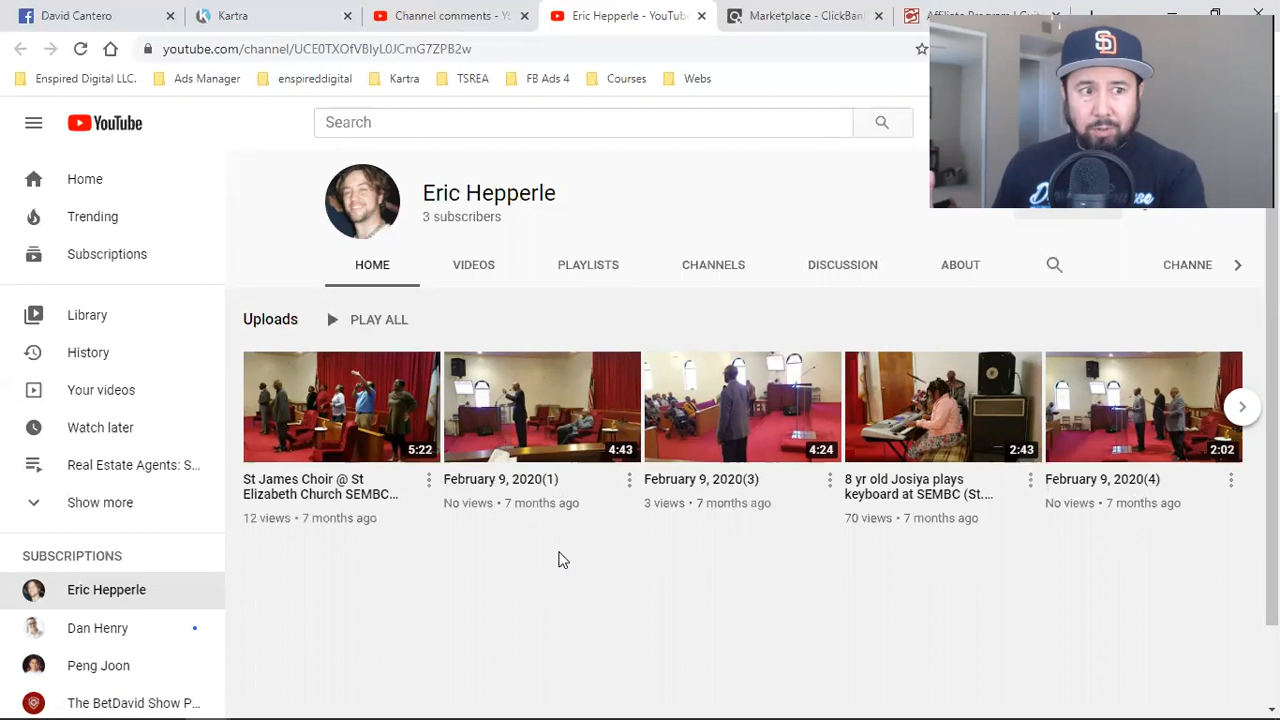 David Cantero
Kartra
Channel comments - Y
Eric Hepperle - YouTub
Marketplace - ClickBan
Affiliate Program |
youtube.com/channel/UCE0TXOfVBlyL0JCmG7ZPB2w
Enspired Digital LLC.
Ads Manager
enspireddigital
Kartra
TSREA
FB Ads 4
Courses
Webs
YouTube
Search
SD
Home
Trending
Subscriptions
Library
History
Your videos
Watch later
Real Estate Agents: S...
Show more
SUBSCRIPTIONS
Eric Hepperle
Dan Henry
Peng Joon
The BetDavid Show P...
Eric Hepperle
3 subscribers
HOME
VIDEOS
PLAYLISTS
CHANNELS
DISCUSSION
ABOUT
CHANNE
Uploads
PLAY ALL
5:22
St James Choir @ St
Elizabeth Church SEMBC...
12 views • 7 months ago
4:43
February 9, 2020(1)
No views • 7 months ago
4:24
February 9, 2020(3)
3 views • 7 months ago
2:43
8 yr old Josiya plays
keyboard at SEMBC (St....
70 views • 7 months ago
2:02
February 9, 2020(4)
No views • 7 months ago